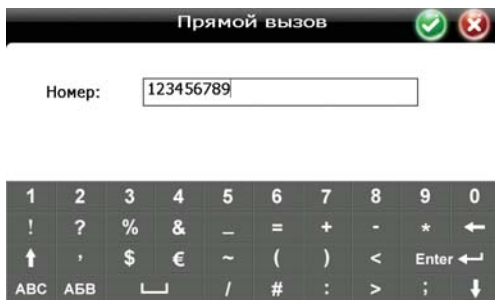 Прямой вызов
Номер: 123456789
1 2 3 4 5 6 7 8 9 0
! ? % & _ = + - * ←
↑ , $ € ~ ( ) < Enter ↵
ABC АБВ / # : > ; ↓